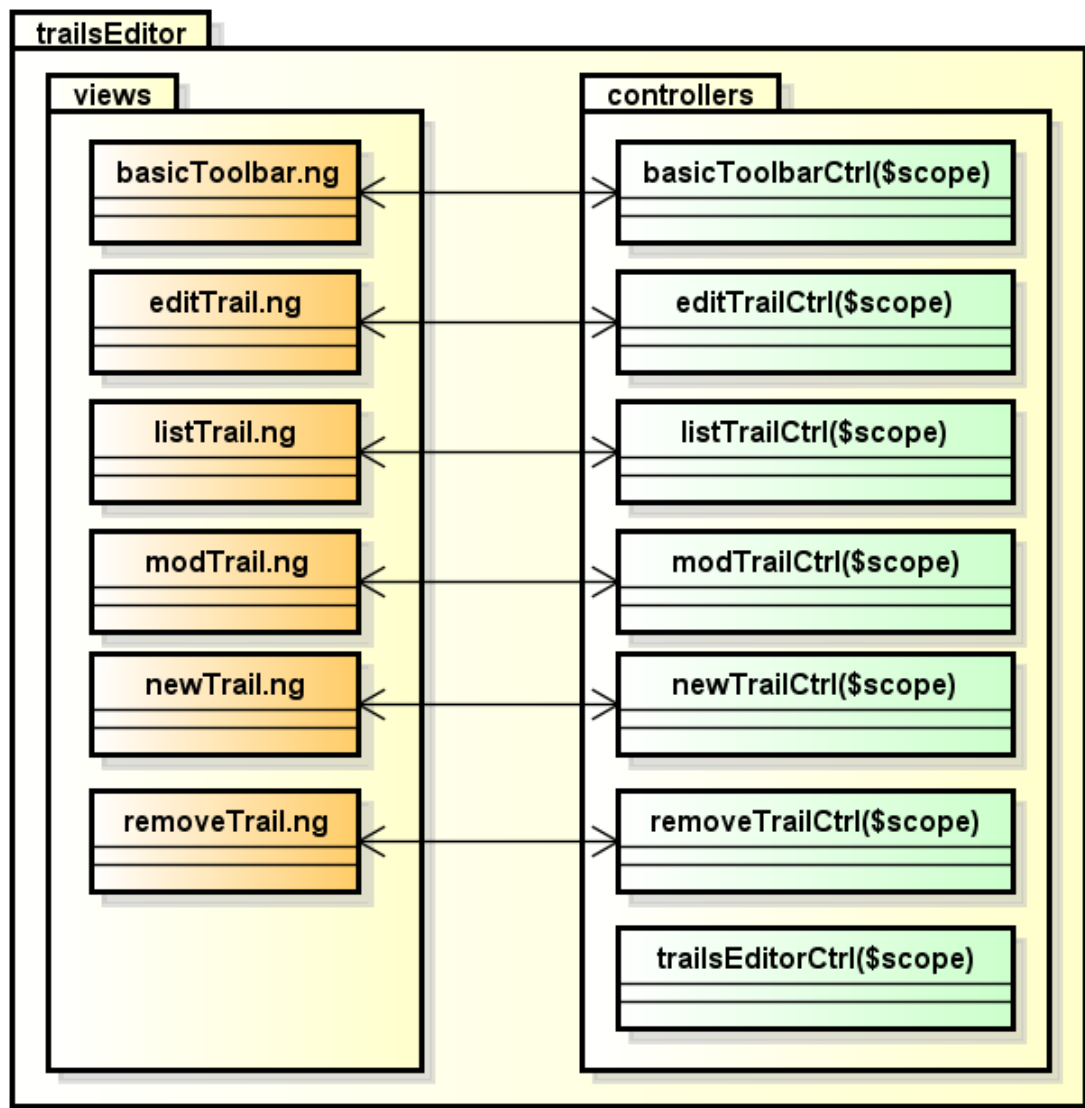 trailsEditor
views
controllers
basicToolbar.ng
basicToolbarCtrl($scope)
editTrail.ng
editTrailCtrl($scope)
listTrail.ng
listTrailCtrl($scope)
modTrail.ng
modTrailCtrl($scope)
newTrail.ng
newTrailCtrl($scope)
removeTrail.ng
removeTrailCtrl($scope)
trailsEditorCtrl($scope)